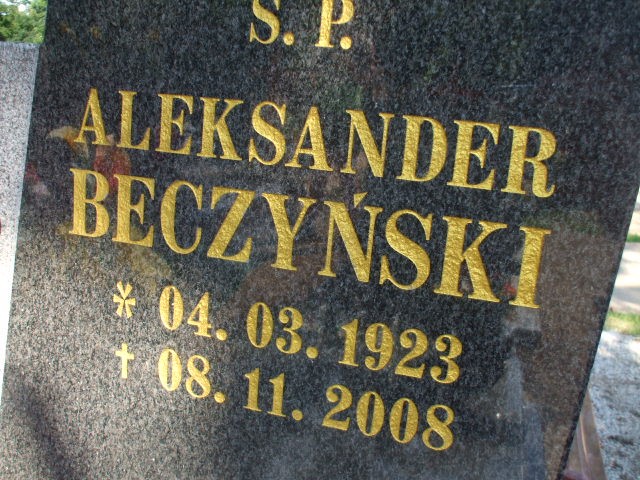 Ś. P.
ALEKSANDER
BECZYŃSKI
* 04. 03. 1923
† 08. 11. 2008